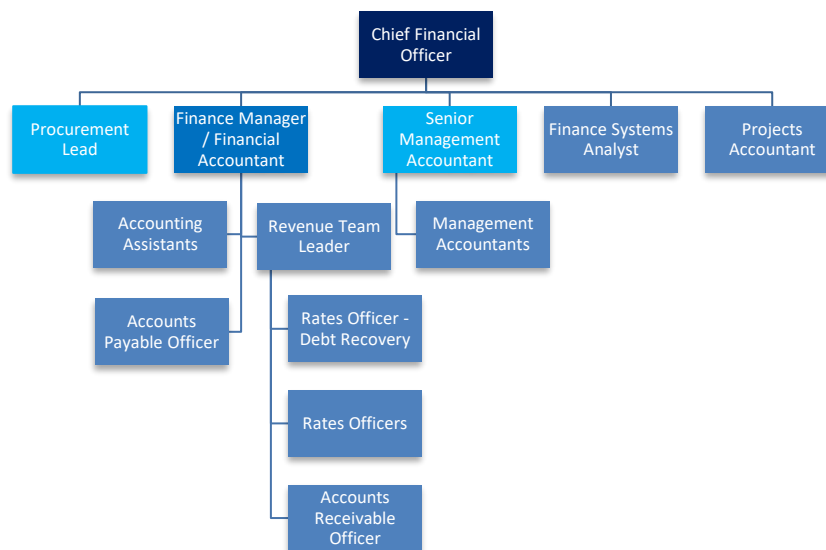 Chief Financial
Officer
Procurement
Lead
Finance Manager
/ Financial
Accountant
Senior
Management
Accountant
Finance Systems
Analyst
Projects
Accountant
Accounting
Assistants
Revenue Team
Leader
Management
Accountants
Accounts
Payable Officer
Rates Officer -
Debt Recovery
Rates Officers
Accounts
Receivable
Officer